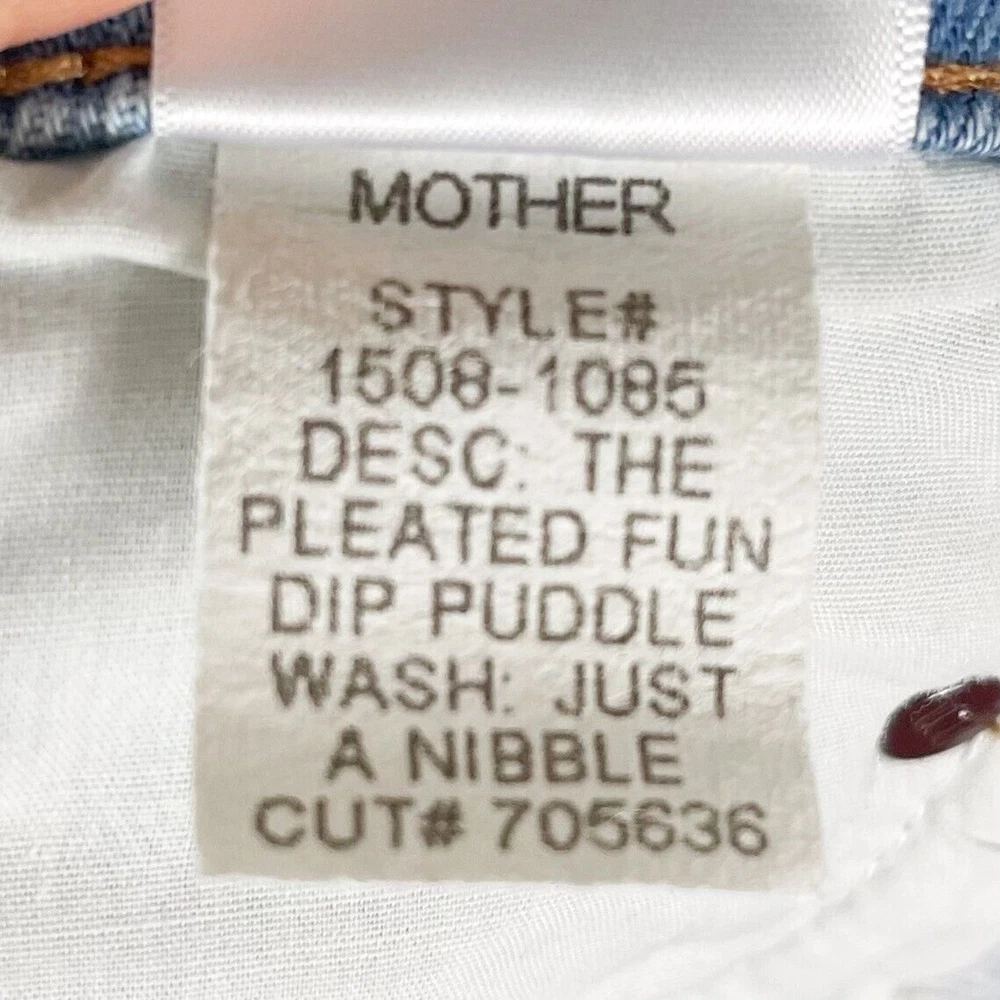 MOTHER
STYLE#
1508-1085
DESC: THE
PLEATED FUN
DIP PUDDLE
WASH: JUST
A NIBBLE
CUT# 705636